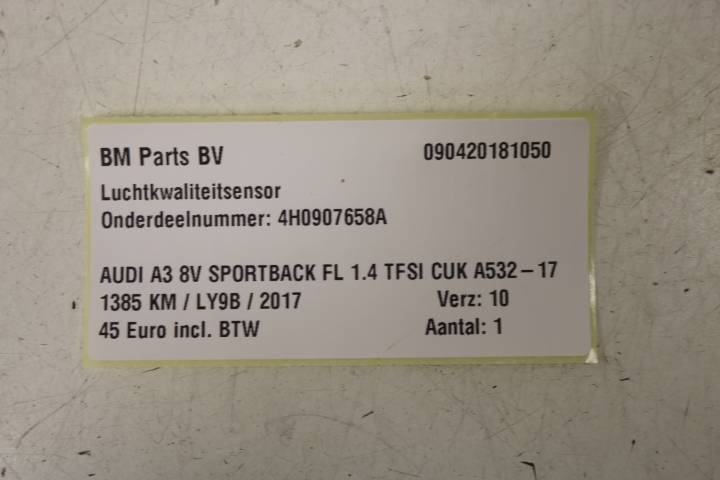 BM Parts BV 090420181050
Luchtkwaliteitsensor
Onderdeelnummer: 4H0907658A
AUDI A3 8V SPORTBACK FL 1.4 TFSI CUK A532-17
1385 KM / LY9B / 2017 Verz: 10
45 Euro incl. BTW Aantal: 1